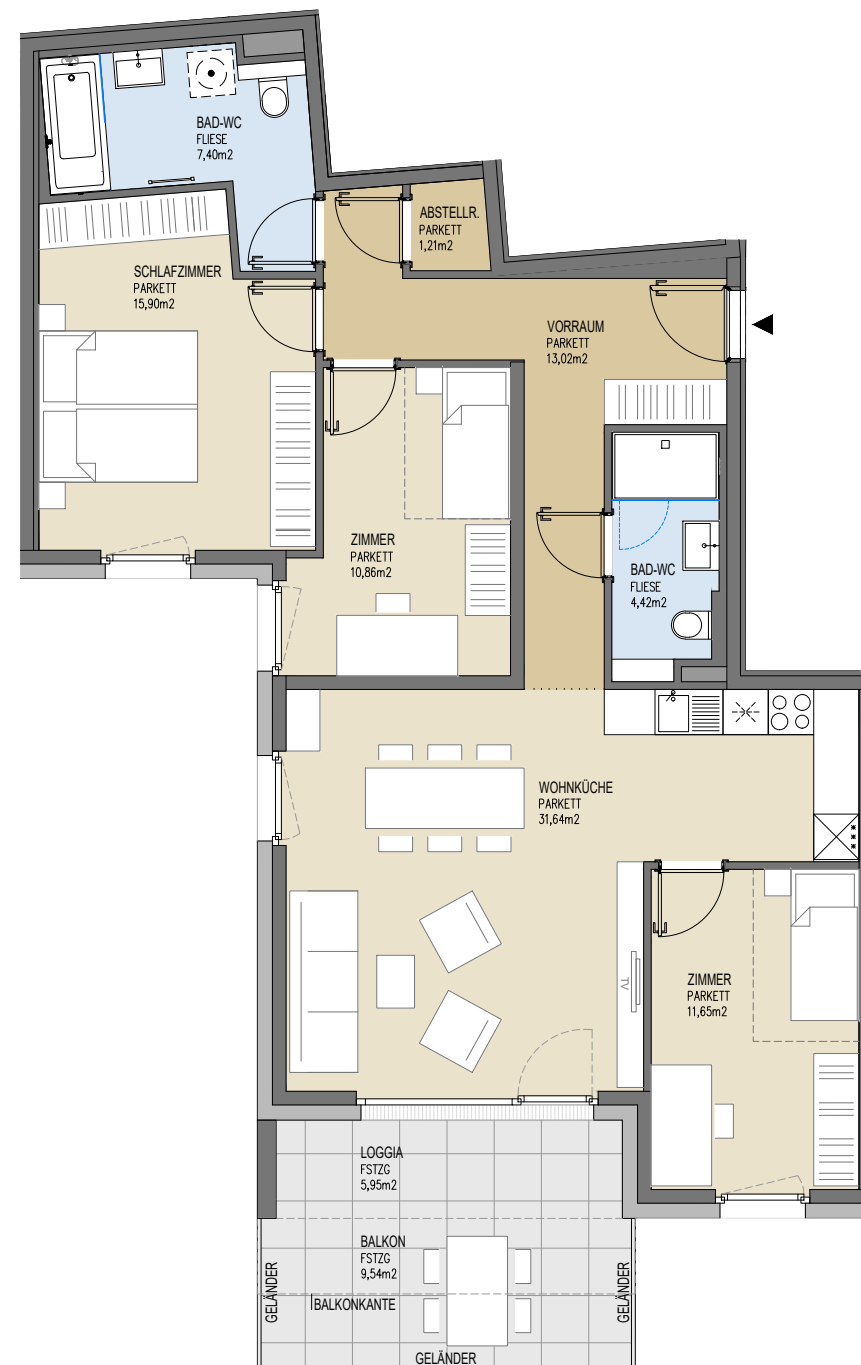 BAD-WC
FLIESE
7,40m2
ABSTELLR.
PARKETT
1,21m2
SCHLAFZIMMER
PARKETT
15,90m2
VORRAUM
PARKETT
13,02m2
ZIMMER
PARKETT
10,86m2
BAD-WC
FLIESE
4,42m2
WOHNKÜCHE
PARKETT
31,64m2
TV
ZIMMER
PARKETT
11,65m2
LOGGIA
FSTZG
5,95m2
BALKON
FSTZG
9,54m2
GELÄNDER
BALKONKANTE
GELÄNDER
GELÄNDER